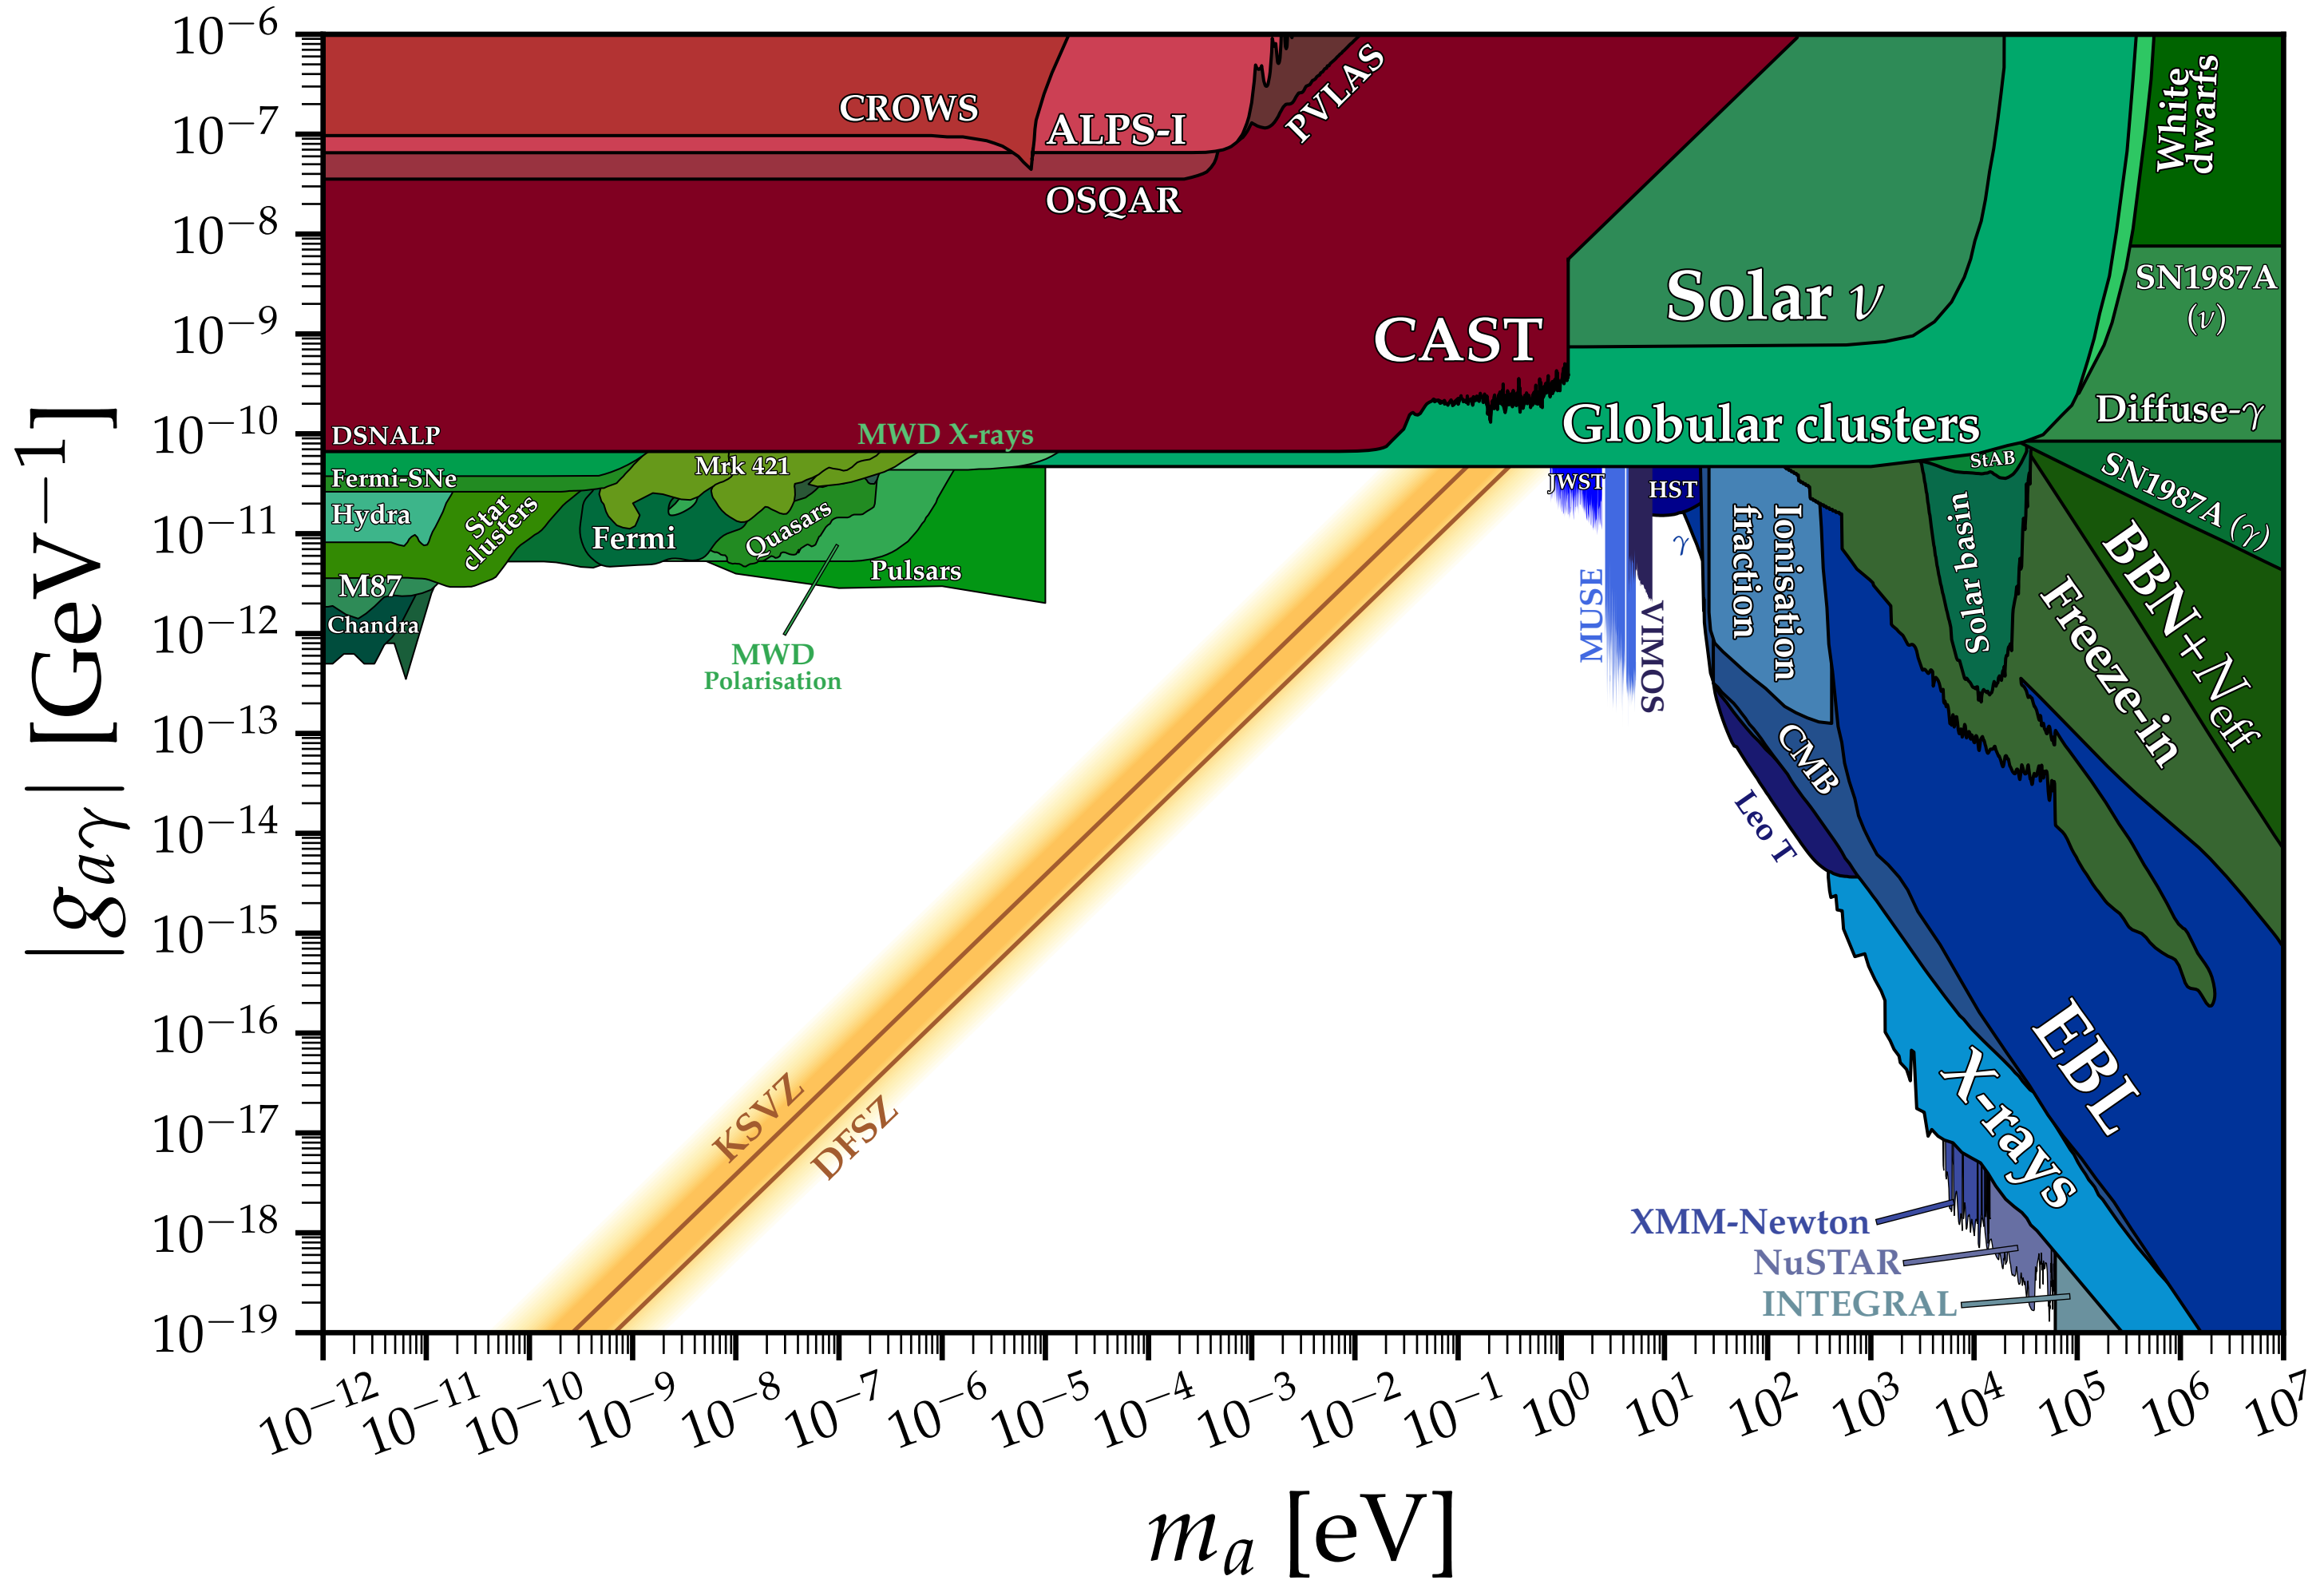 |g_{aγ}| [GeV⁻¹]
10⁻⁶
10⁻⁷
10⁻⁸
10⁻⁹
10⁻¹⁰
10⁻¹¹
10⁻¹²
10⁻¹³
10⁻¹⁴
10⁻¹⁵
10⁻¹⁶
10⁻¹⁷
10⁻¹⁸
10⁻¹⁹
CROWS
ALPS-I
OSQAR
PVLAS
CAST
Solar ν
Globular clusters
White
dwarfs
SN1987A
(ν)
Diffuse-γ
SN1987A (γ)
DSNALP
Fermi-SNe
Hydra
M87
Chandra
Star
clusters
Fermi
Mrk 421
MWD X-rays
Quasars
Pulsars
MWD
Polarisation
KSVZ
DFSZ
JWST
MUSE
VIMOS
HST
γ
Ionisation
fraction
CMB
Leo T
StAB
Solar basin
Freeze-in
BBN+N_{eff}
EBL
X-rays
XMM-Newton
NuSTAR
INTEGRAL
10⁻¹²
10⁻¹¹
10⁻¹⁰
10⁻⁹
10⁻⁸
10⁻⁷
10⁻⁶
10⁻⁵
10⁻⁴
10⁻³
10⁻²
10⁻¹
10⁰
10¹
10²
10³
10⁴
10⁵
10⁶
10⁷
m_a [eV]